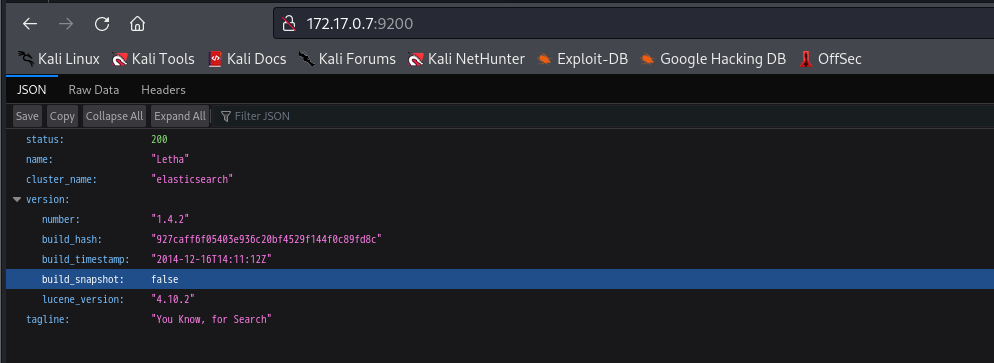 172.17.0.7:9200
Kali Linux Kali Tools Kali Docs Kali Forums Kali NetHunter Exploit-DB Google Hacking DB OffSec
JSON Raw Data Headers
Save Copy Collapse All Expand All Filter JSON
status: 200
name: "Letha"
cluster_name: "elasticsearch"
version:
number: "1.4.2"
build_hash: "927caff6f05403e936c20bf4529f144f0c89fd8c"
build_timestamp: "2014-12-16T14:11:12Z"
build_snapshot: false
lucene_version: "4.10.2"
tagline: "You Know, for Search"